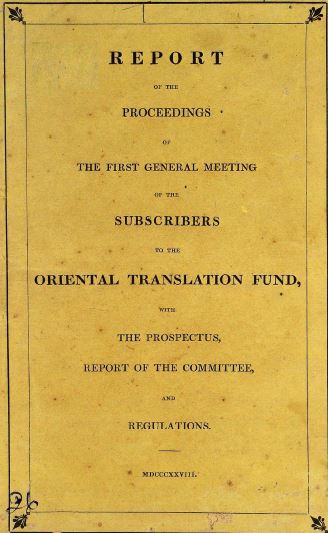 REPORT
OF THE
PROCEEDINGS
OF
THE FIRST GENERAL MEETING
OF THE
SUBSCRIBERS
TO THE
ORIENTAL TRANSLATION FUND,
WITH
THE PROSPECTUS,
REPORT OF THE COMMITTEE,
AND
REGULATIONS.
MDCCCXXVIII.